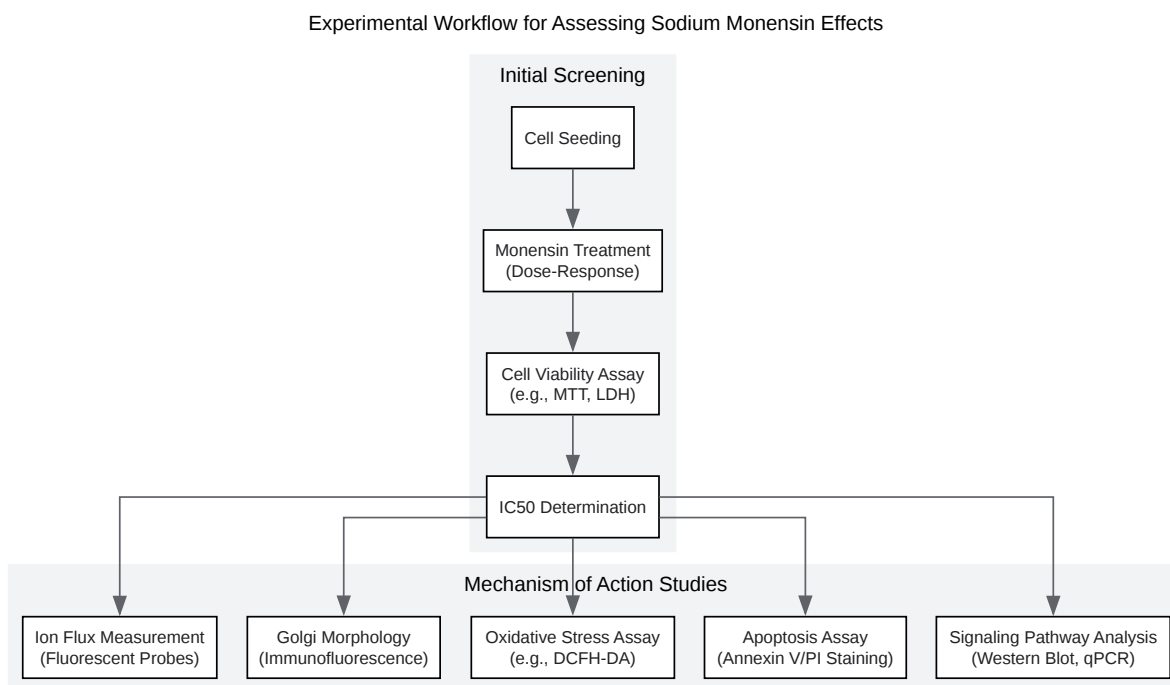 Experimental Workflow for Assessing Sodium Monensin Effects
Initial Screening
Cell Seeding
Monensin Treatment
(Dose-Response)
Cell Viability Assay
(e.g., MTT, LDH)
IC50 Determination
Mechanism of Action Studies
Ion Flux Measurement
(Fluorescent Probes)
Golgi Morphology
(Immunofluorescence)
Oxidative Stress Assay
(e.g., DCFH-DA)
Apoptosis Assay
(Annexin V/PI Staining)
Signaling Pathway Analysis
(Western Blot, qPCR)